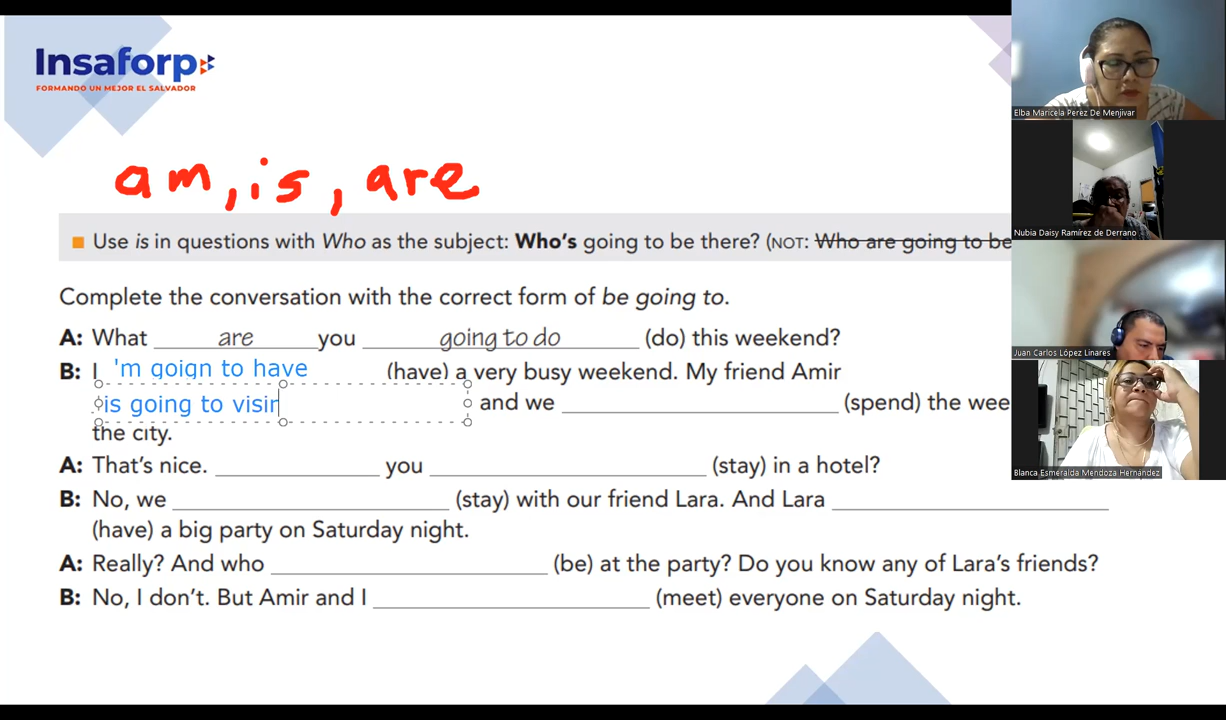 Insaforp
FORMANDO UN MEJOR EL SALVADOR
am, is, are
Use is in questions with Who as the subject: Who's going to be there? (NOT: Who are going to be
Complete the conversation with the correct form of be going to.
A: What are you going to do (do) this weekend?
B: I 'm goign to have (have) a very busy weekend. My friend Amir
is going to visir and we (spend) the wee
the city.
A: That's nice. you (stay) in a hotel?
B: No, we (stay) with our friend Lara. And Lara
(have) a big party on Saturday night.
A: Really? And who (be) at the party? Do you know any of Lara's friends?
B: No, I don't. But Amir and I (meet) everyone on Saturday night.
Elba Maricela Perez De Menjivar
Nubia Daisy Ramírez de Derrano
Juan Carlos López Linares
Blanca Esmeralda Mendoza Hernandez